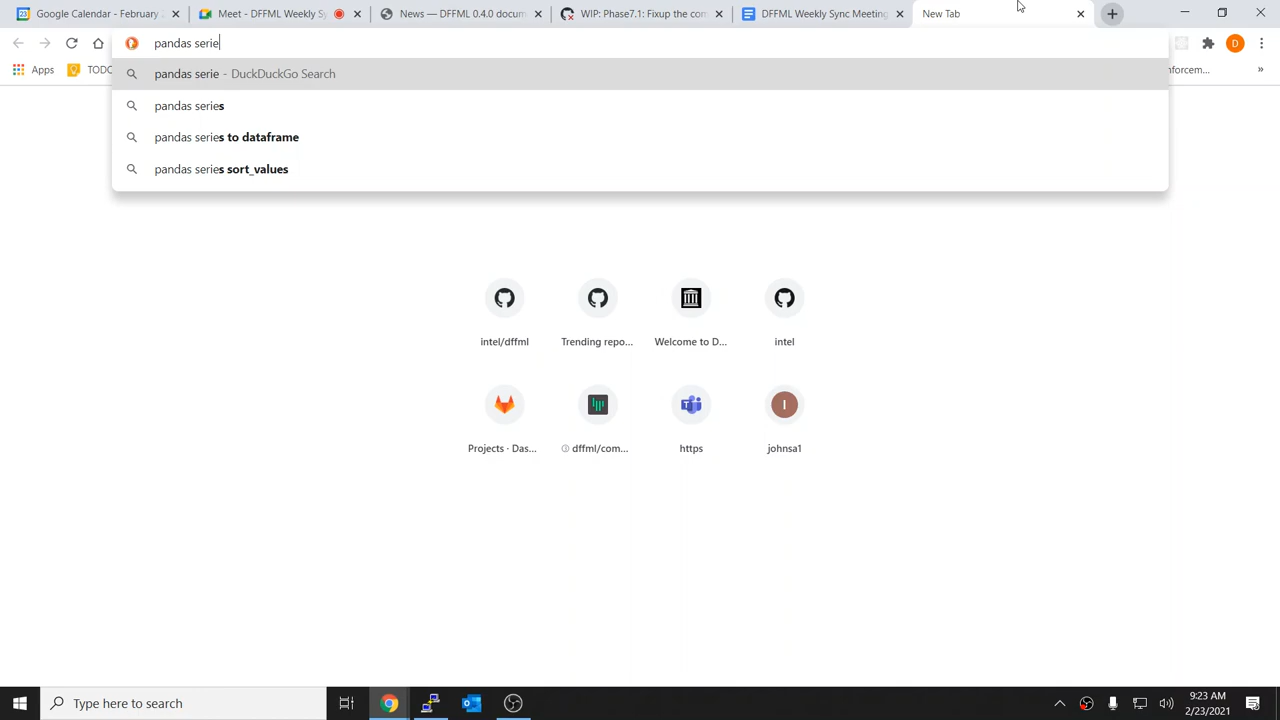 Google Calendar - February
Meet - DFFML Weekly Sy
News — DFFML 0.4.0 docum
WIP: Phase7.1: Fixup the com
DFFML Weekly Sync Meeting
New Tab
pandas serie
Apps
TODO
nforcem...
»
pandas serie - DuckDuckGo Search
pandas series
pandas series to dataframe
pandas series sort_values
intel/dffml
Trending repo...
Welcome to D...
intel
Projects · Das...
dffml/com...
https
johnsa1
I
D
Type here to search
9:23 AM
2/23/2021